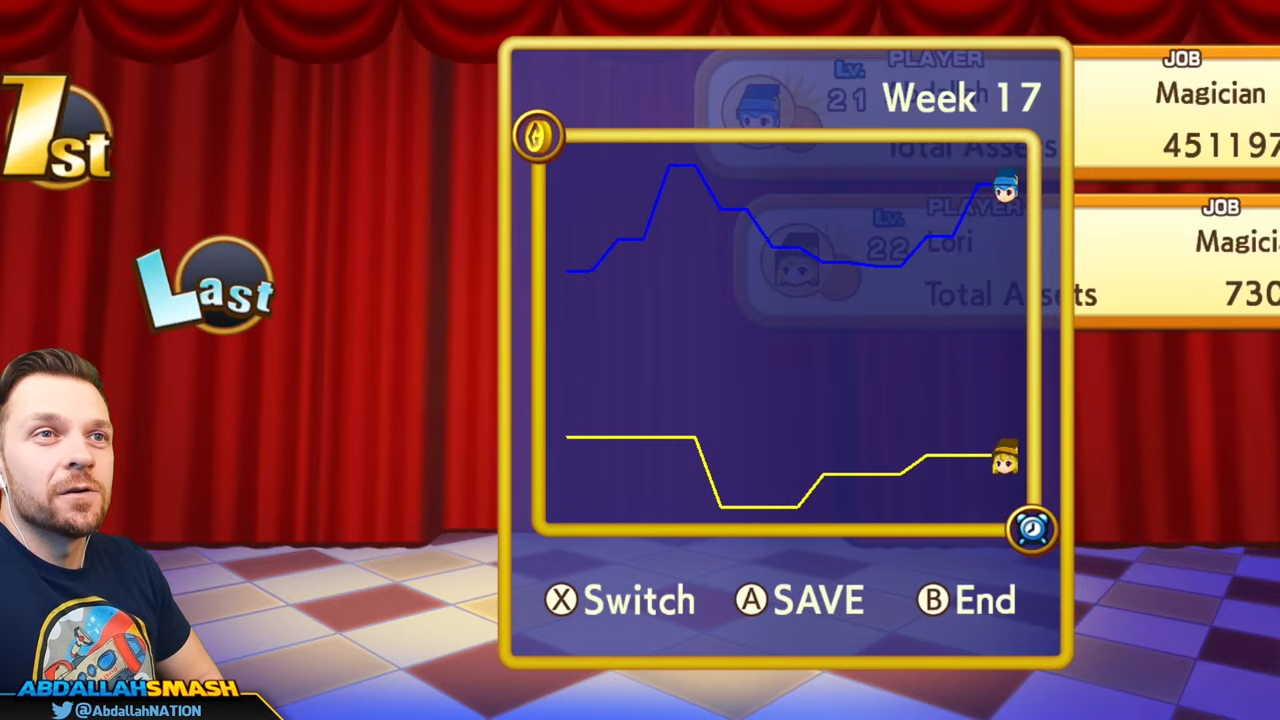 1st
Last
Week 17
PLAYER
Lv.
21
Total Assets
JOB
Magician
451197
PLAYER
Lv.
22 Lori
Total Assets
JOB
Magici
730
X Switch A SAVE B End
ABDALLAHSMASH
@AbdallahNATION